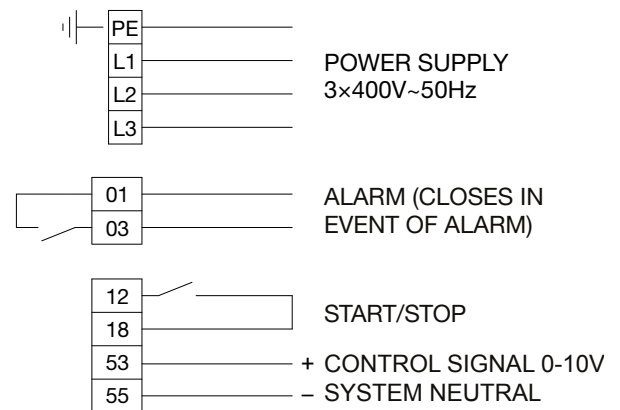 PE
L1
L2
L3
POWER SUPPLY
3×400V~50Hz
01
03
ALARM (CLOSES IN
EVENT OF ALARM)
12
18
START/STOP
53
+ CONTROL SIGNAL 0-10V
55
– SYSTEM NEUTRAL